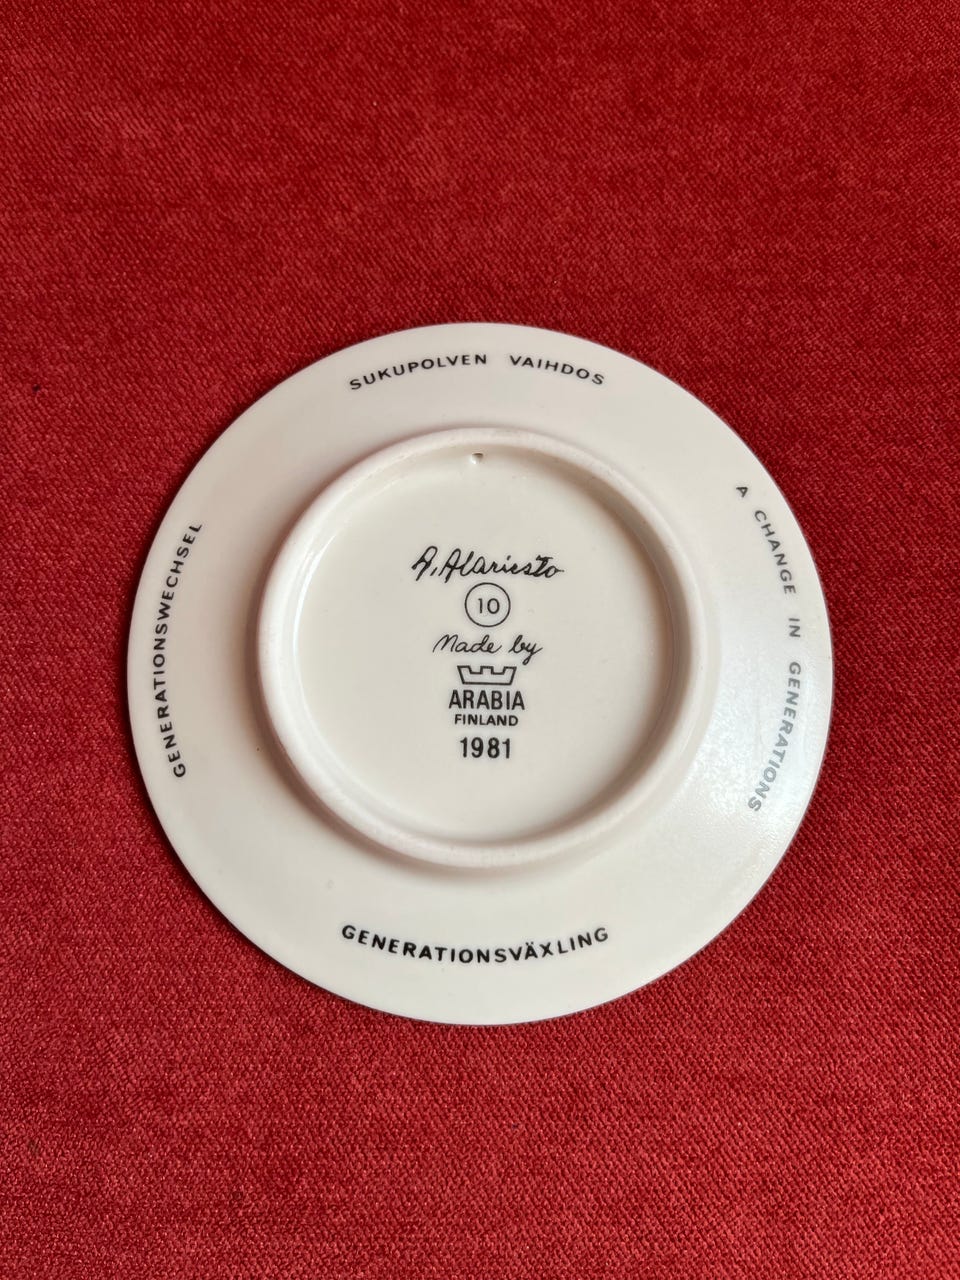 SUKUPOLVEN VAIHDOS
A CHANGE IN GENERATIONS
GENERATIONSVÄXLING
GENERATIONSWECHSEL
A. Alariesto
10
Made by
ARABIA
FINLAND
1981